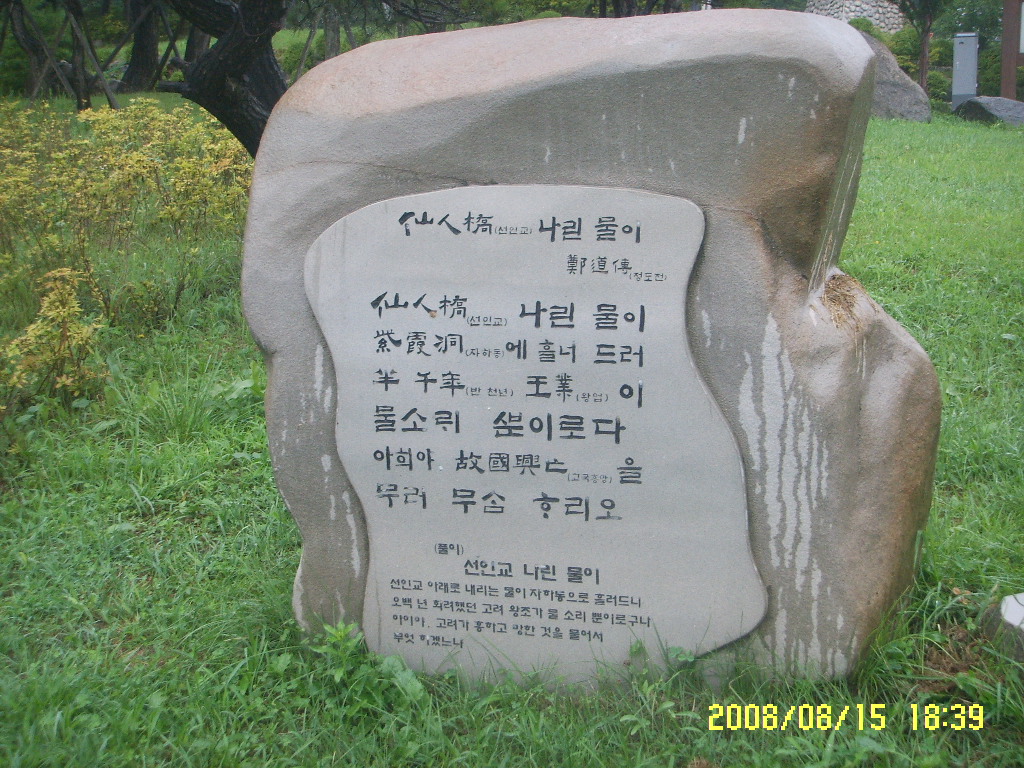 仙人橋(선인교) 나린 물이
鄭道傳(정도전)
仙人橋(선인교) 나린 물이
紫霞洞(자하동)에 흘너 드러
半千年(반 천년) 王業(왕업)이
물소리 뿐이로다
아희야 故國興亡(고국흥망)을
무러 무삼 하리오
(풀이)
선인교 나린 물이
선인교 아래로 내리는 물이 자하동으로 흘러드니
오백 년 화려했던 고려 왕조가 물 소리 뿐이로구나
아이야, 고려가 흥하고 망한 것을 물어서
무엇 하겠느냐
2008/08/15 18:39